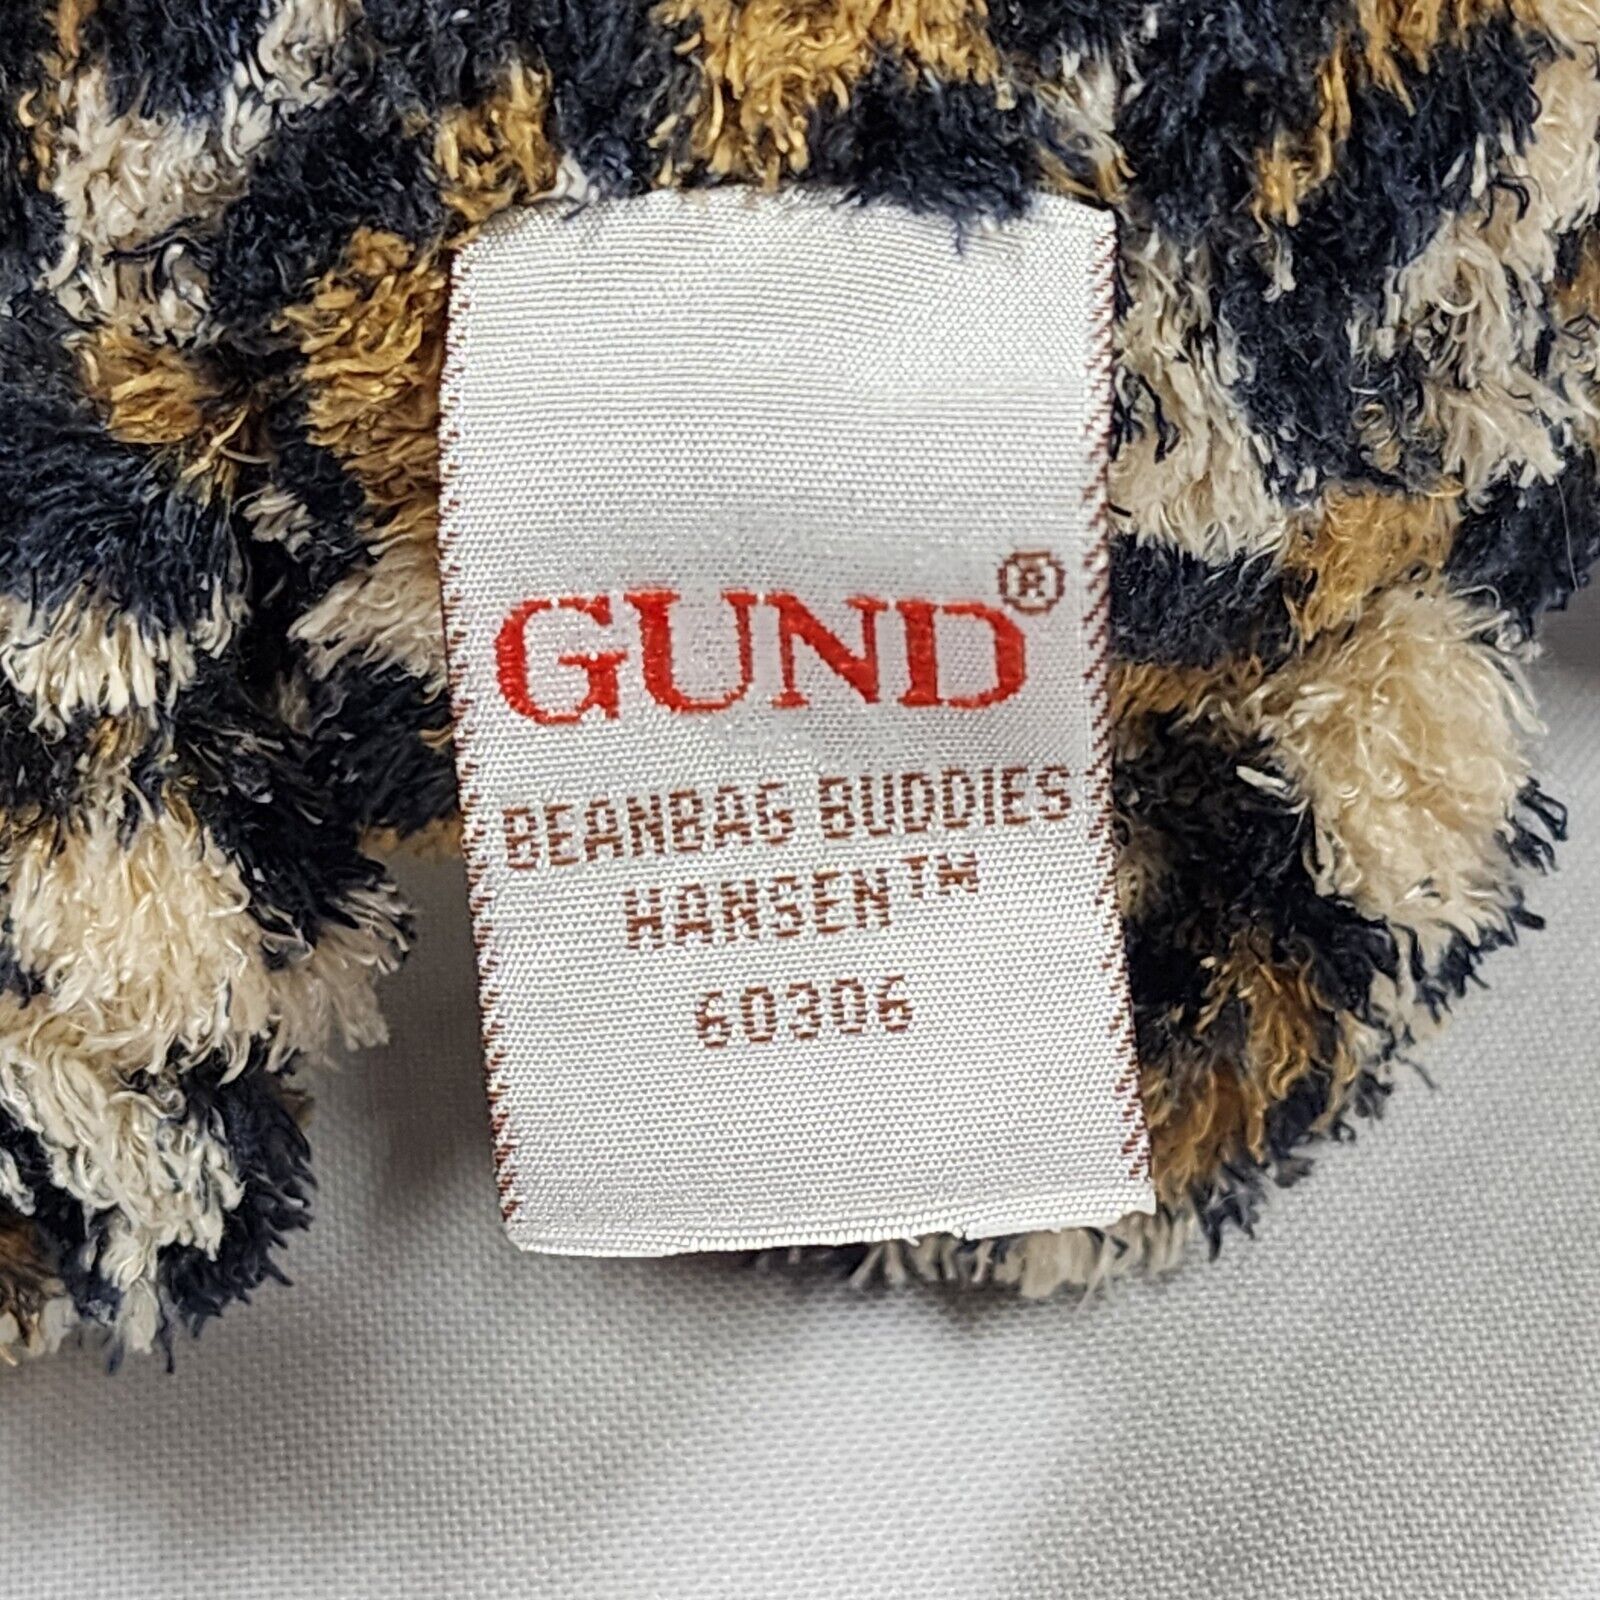 GUND®
BEANBAG BUDDIES
HANSEN™
60306